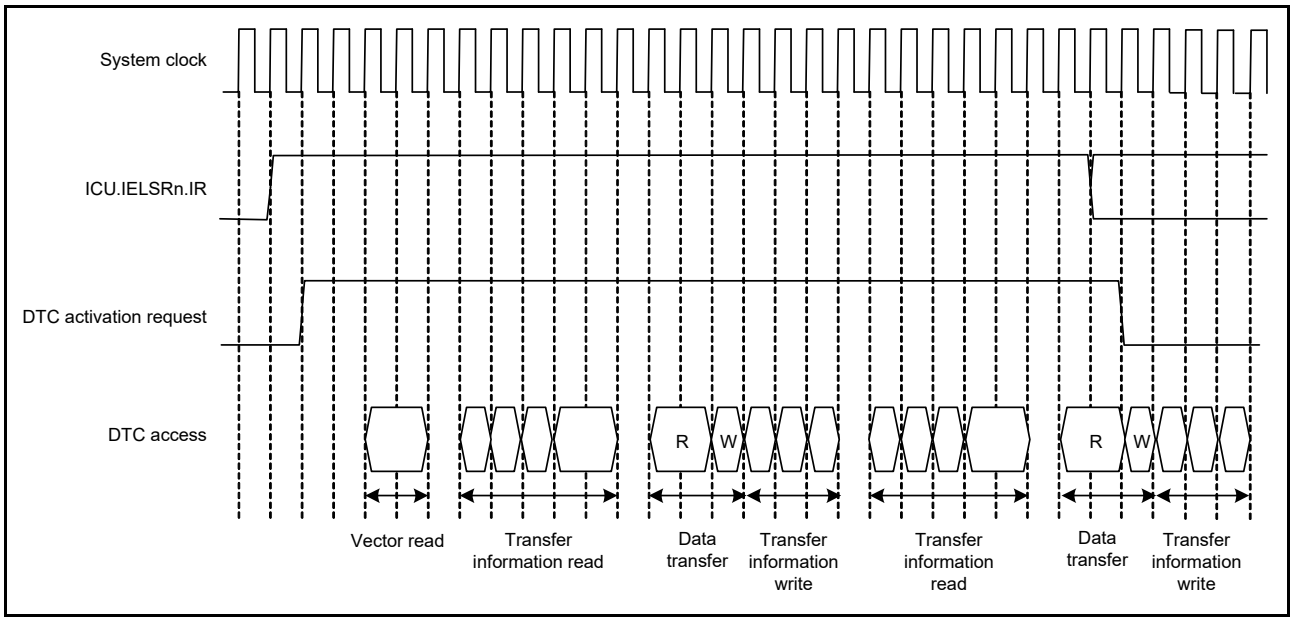 System clock
ICU.IELSRn.IR
DTC activation request
DTC access
R
W
R
W
Vector read
Transfer
information read
Data
transfer
Transfer
information
write
Transfer
information
read
Data
transfer
Transfer
information
write